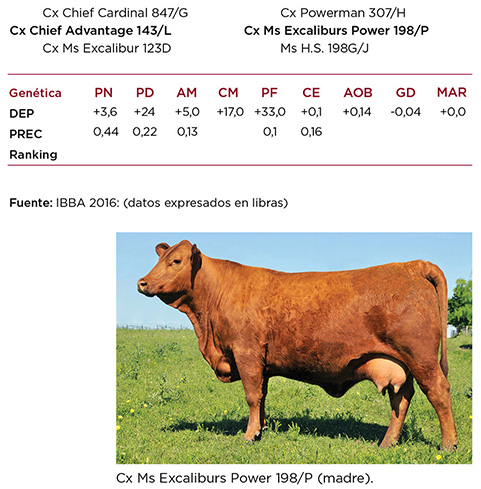 Cx Chief Cardinal 847/G Cx Powerman 307/H
Cx Chief Advantage 143/L Cx Ms Excaliburs Power 198/P
Cx Ms Excalibur 123D Ms H.S. 198G/J
Genética PN PD AM CM PF CE AOB GD MAR
DEP +3,6 +24 +5,0 +17,0 +33,0 +0,1 +0,14 -0,04 +0,0
PREC 0,44 0,22 0,13 0,1 0,16
Ranking
Fuente: IBBA 2016: (datos expresados en libras)
Cx Ms Excaliburs Power 198/P (madre).